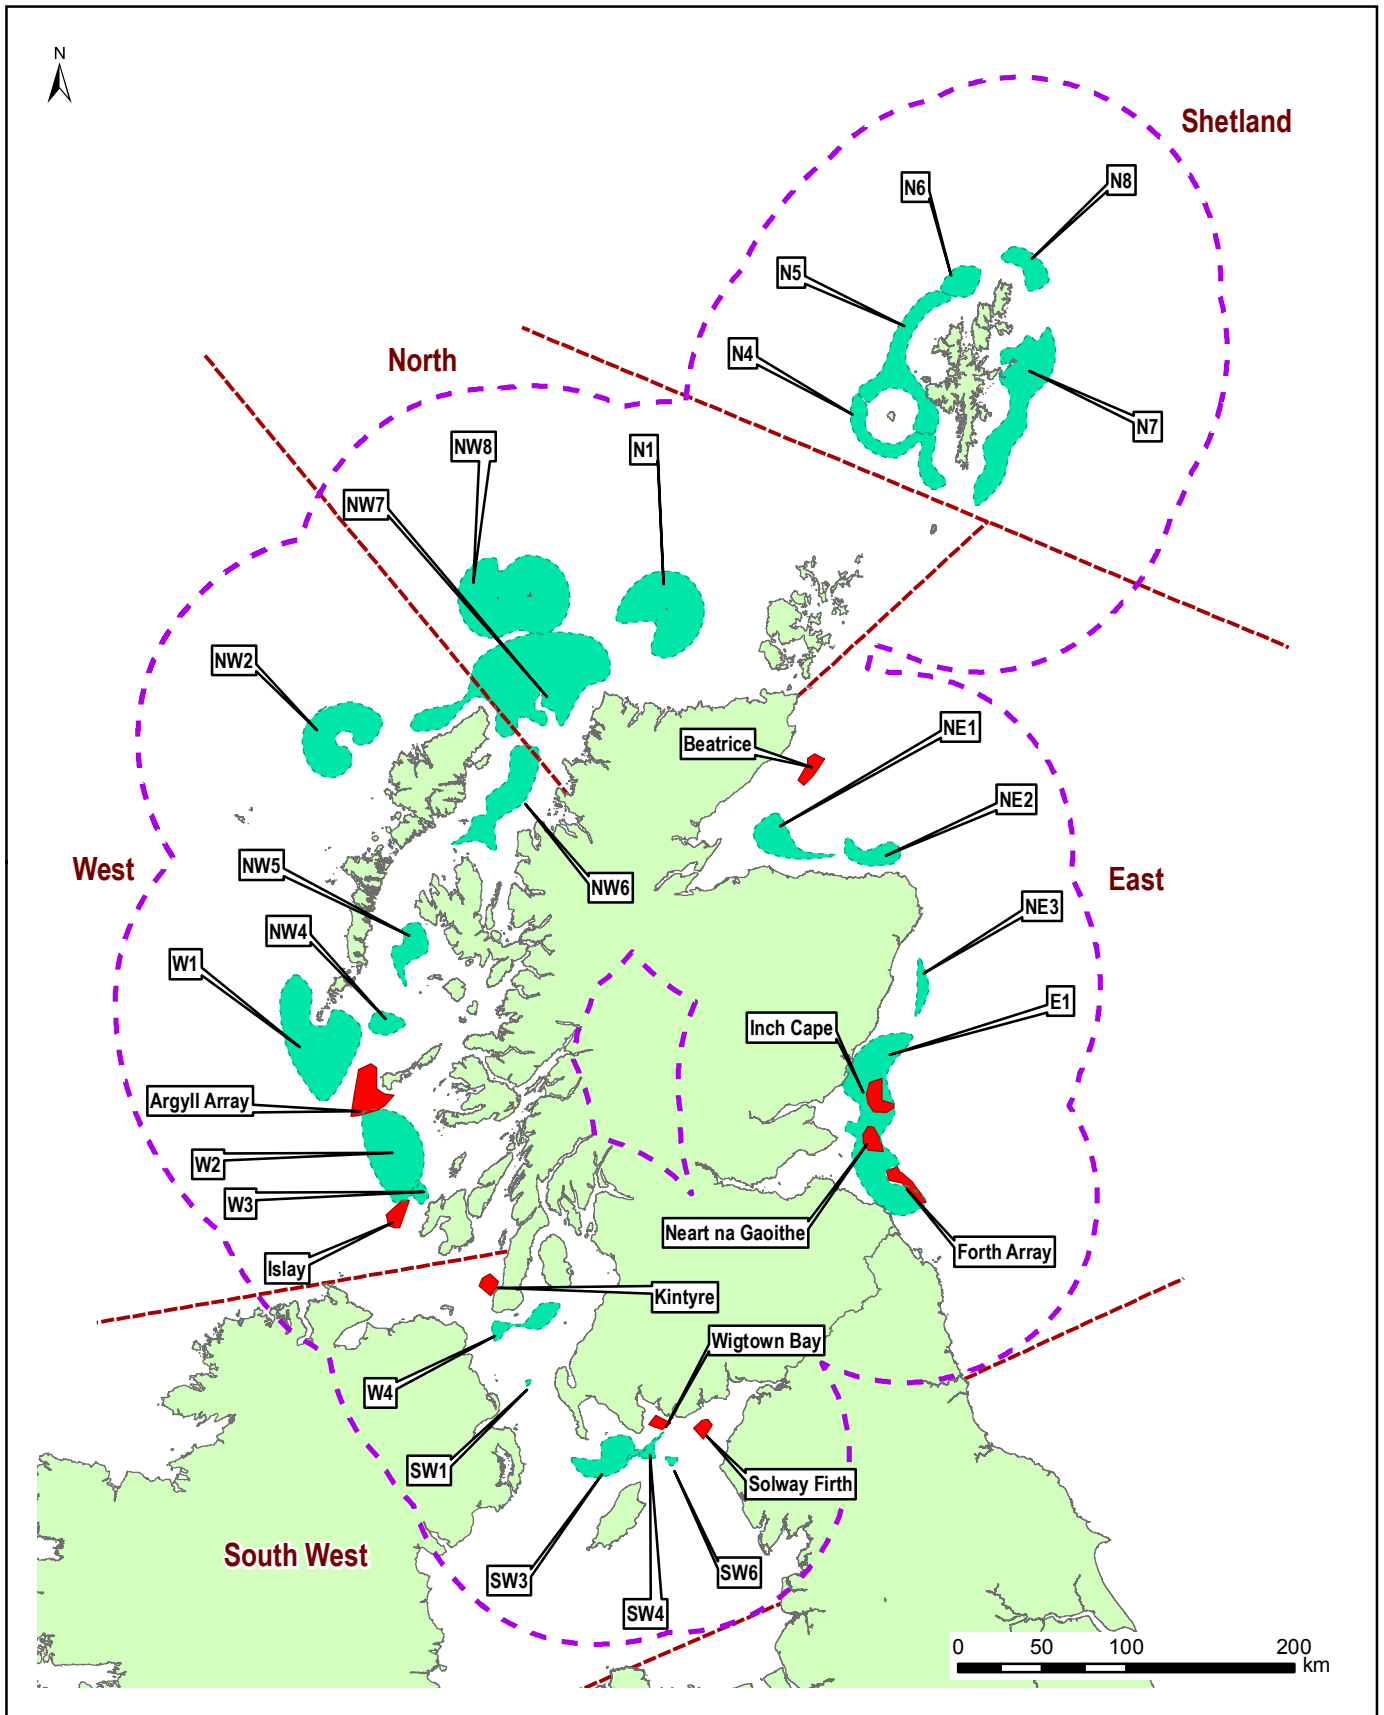 N
Shetland
N8
N6
N5
N4
North
N7
NW8
N1
NW7
NW2
NE1
Beatrice
NE2
NW5
West
East
NW6
NE3
NW4
W1
E1
Inch Cape
Argyll Array
W2
W3
Neart na Gaoithe
Forth Array
Islay
Kintyre
Wigtown Bay
W4
SW1
Solway Firth
South West
SW3
SW6
SW4
0 50 100 200
km